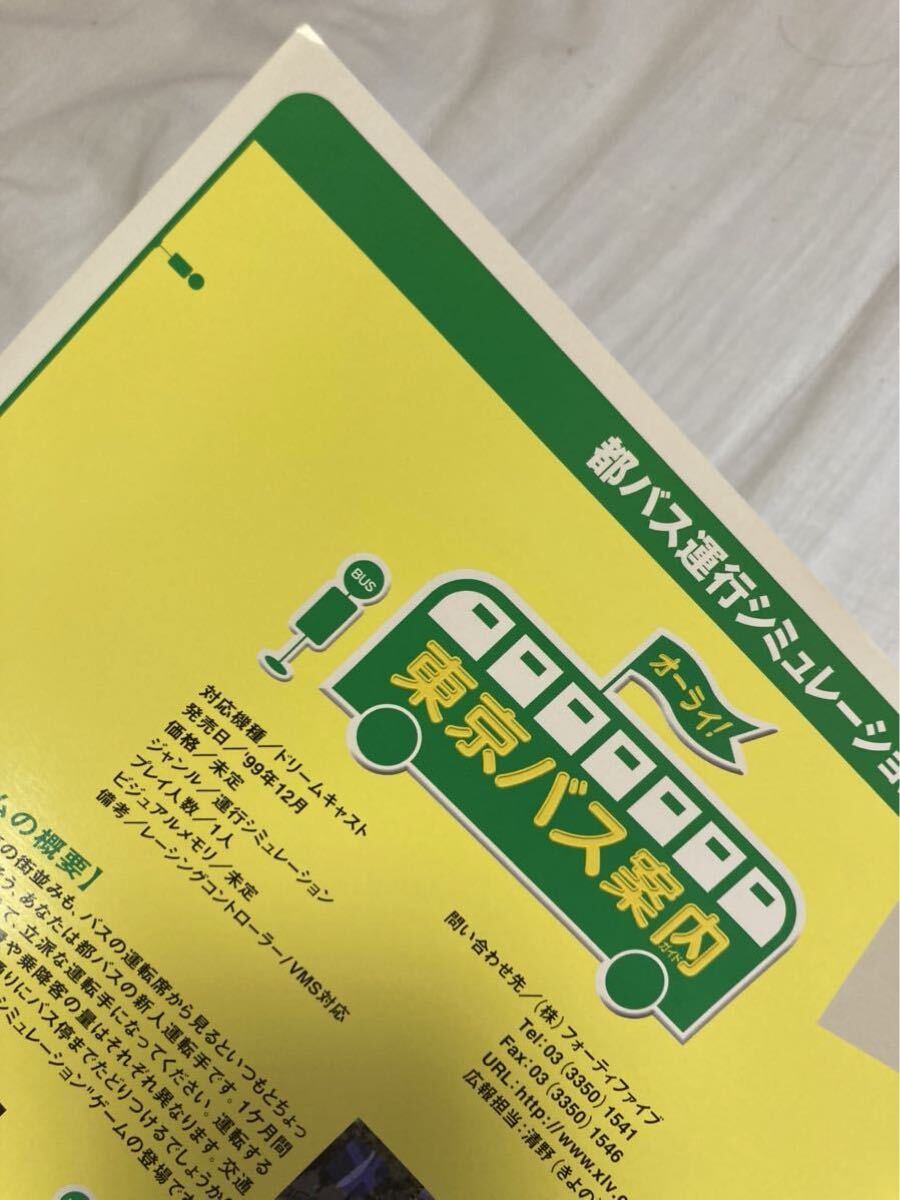 都バス運行シミュレーショ
BUS
オーライ!
東京バス案内
ガイド
対応機種/ドリームキャスト
発売日/'99年12月
価格/未定
ジャンル/運行シミュレーション
プレイ人数/1人
ビジュアルメモリ/未定
備考/レーシングコントローラー/VMS対応
問い合わせ先/(株)フォーティファイブ
Tel:03 (3350) 1541
Fax:03 (3350) 1546
URL:http://www.xlv.
広報担当:清野(きよの
の概要】
の街並みも、バスの運転席から見るといつもとちょっ
う、あなたは都バスの新人運転手です。1ヶ月間
て、立派な運転手になってください。運転する
や乗降客の量はそれぞれ異なります。交通
りにバス停までたどりつけるでしょうか
シミュレーション"ゲームの登場で
BUS